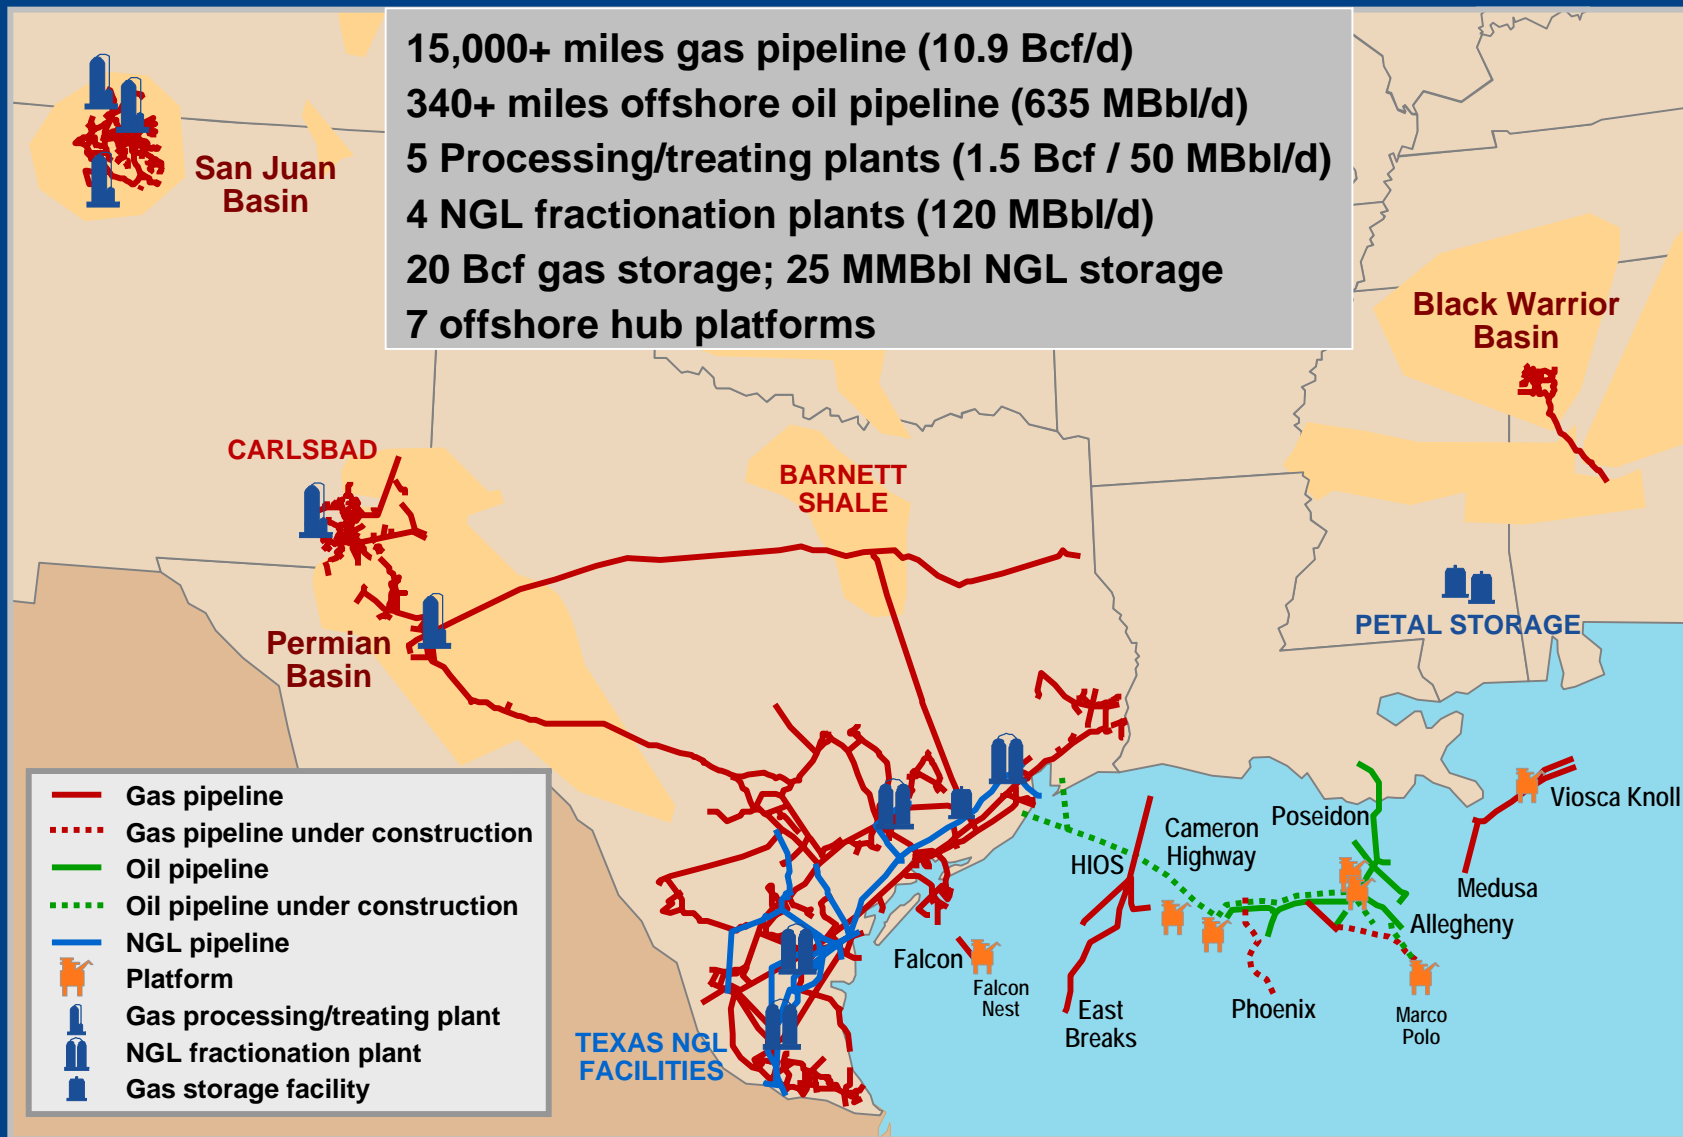 15,000+ miles gas pipeline (10.9 Bcf/d)
340+ miles offshore oil pipeline (635 MBbl/d)
5 Processing/treating plants (1.5 Bcf / 50 MBbl/d)
4 NGL fractionation plants (120 MBbl/d)
20 Bcf gas storage; 25 MMBbl NGL storage
7 offshore hub platforms
San Juan
Basin
Black Warrior
Basin
CARLSBAD
BARNETT
SHALE
PETAL STORAGE
Permian
Basin
Gas pipeline
Gas pipeline under construction
Oil pipeline
Oil pipeline under construction
NGL pipeline
Platform
Gas processing/treating plant
NGL fractionation plant
Gas storage facility
TEXAS NGL
FACILITIES
Falcon
Falcon
Nest
HIOS
East
Breaks
Cameron
Highway
Poseidon
Phoenix
Allegheny
Marco
Polo
Medusa
Viosca Knoll